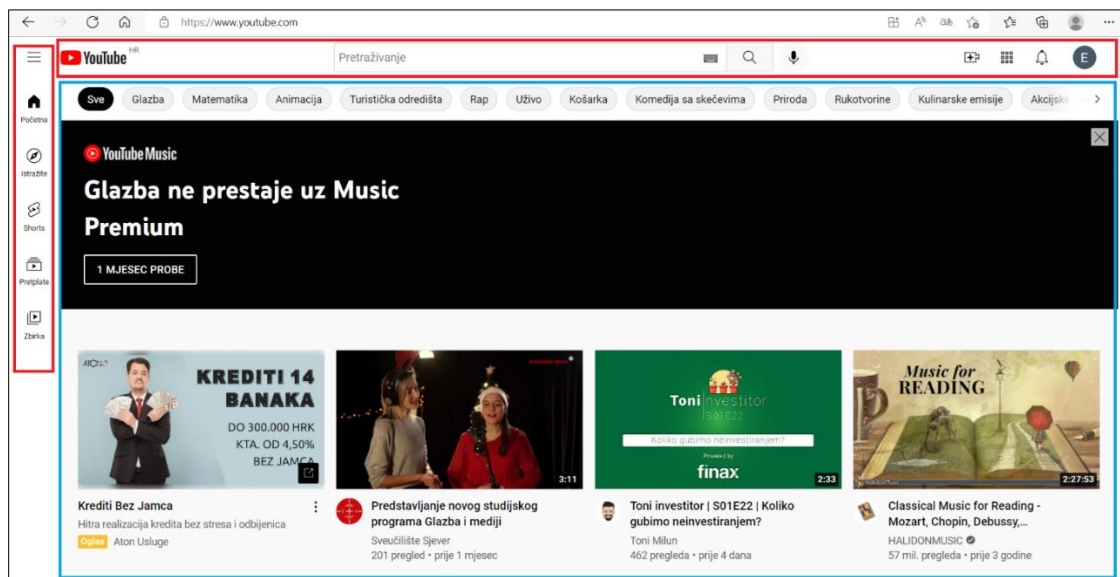 https://www.youtube.com
YouTube HR
Pretraživanje
E
Početna
Istražite
Shorts
Pretplate
Zbirka
Sve Glazba Matematika Animacija Turistička odredišta Rap Uživo Košarka Komedija sa skečevima Priroda Rukotvorine Kulinarske emisije
YouTube Music
Glazba ne prestaje uz Music
Premium
1 MJESEC PROBE
KREDITI 14
BANAKA
DO 300.000 HRK
KTA. OD 4,50%
BEZ JAMCA
Krediti Bez Jamca
Hitra realizacija kredita bez stresa i odbijenica
Oglas Aton Usluge
3:11
Predstavljanje novog studijskog
programa Glazba i mediji
Sveučilište Sjever
201 pregled • prije 1 mjesec
Toni investitor
S01E22
Koliko gubimo neinvestiranjem?
Powered by
finax
2:33
Toni investitor | S01E22 | Koliko
gubimo neinvestiranjem?
Toni Milun
462 pregleda • prije 4 dana
Music for
READING
2:27:53
Classical Music for Reading -
Mozart, Chopin, Debussy,...
HALIDONMUSIC
57 mil. pregleda • prije 3 godine